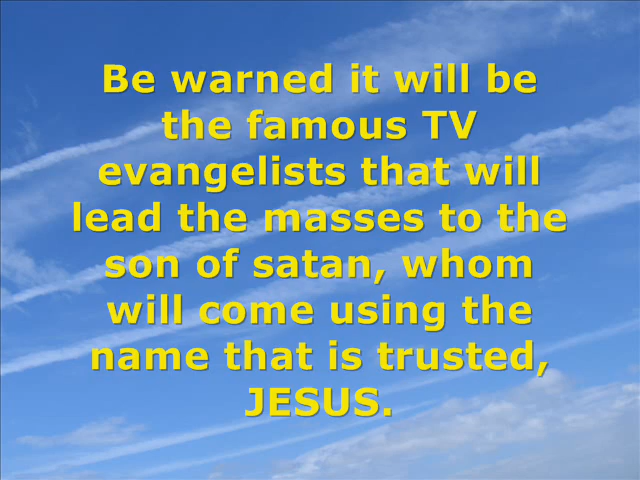 Be warned it will be
the famous TV
evangelists that will
lead the masses to the
son of satan, whom
will come using the
name that is trusted,
JESUS.